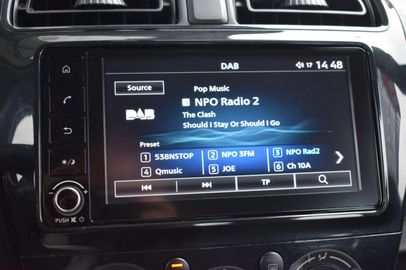 DAB
17 14 48
Source
Pop Music
NPO Radio 2
DAB
The Clash
Should I Stay Or Should I Go
Preset
1 538NSTOP 2 NPO 3FM 3 NPO Rad2
4 Qmusic 5 JOE 6 Ch 10A
TP
PUSH